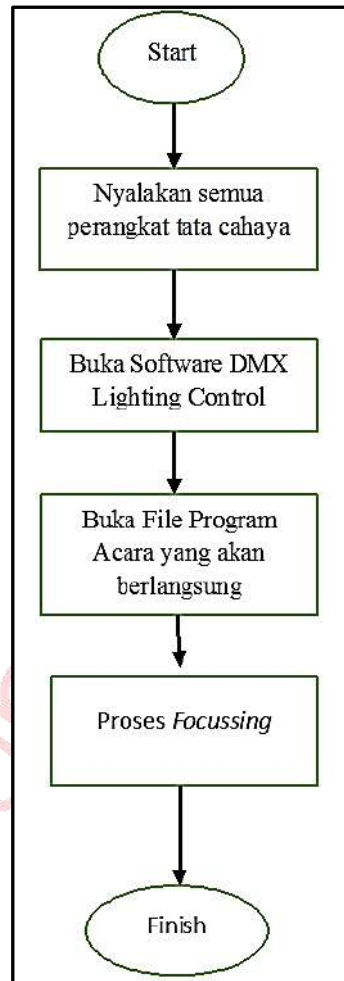 Start
Nyalakan semua
perangkat tata cahaya
Buka Software DMX
Lighting Control
Buka File Program
Acara yang akan
berlangsung
Proses Focussing
Finish